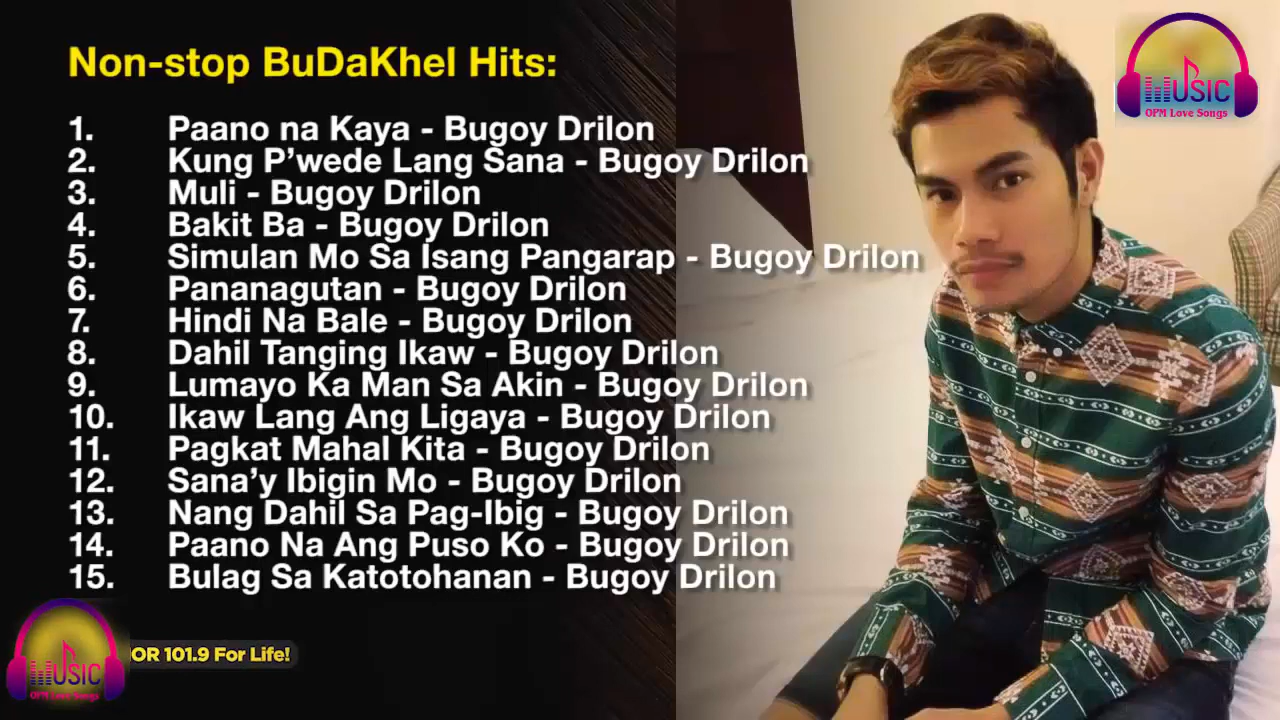 Non-stop BuDaKhel Hits:
MUSIC
OPM Love Songs
1. Paano na Kaya - Bugoy Drilon
2. Kung P’wede Lang Sana - Bugoy Drilon
3. Muli - Bugoy Drilon
4. Bakit Ba - Bugoy Drilon
5. Simulan Mo Sa Isang Pangarap - Bugoy Drilon
6. Pananagutan - Bugoy Drilon
7. Hindi Na Bale - Bugoy Drilon
8. Dahil Tanging Ikaw - Bugoy Drilon
9. Lumayo Ka Man Sa Akin - Bugoy Drilon
10. Ikaw Lang Ang Ligaya - Bugoy Drilon
11. Pagkat Mahal Kita - Bugoy Drilon
12. Sana’y Ibigin Mo - Bugoy Drilon
13. Nang Dahil Sa Pag-Ibig - Bugoy Drilon
14. Paano Na Ang Puso Ko - Bugoy Drilon
15. Bulag Sa Katotohanan - Bugoy Drilon
MUSIC
OPM Love Songs
101.9 For Life!